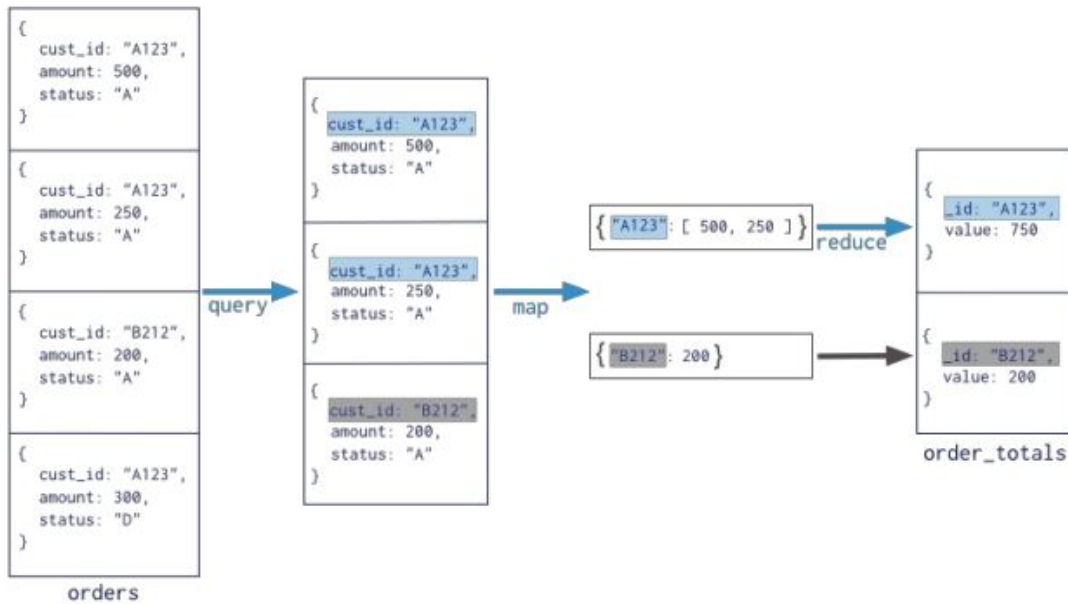 {
cust_id: "A123",
amount: 500,
status: "A"
}
{
cust_id: "A123",
amount: 250,
status: "A"
}
{
cust_id: "B212",
amount: 200,
status: "A"
}
{
cust_id: "A123",
amount: 300,
status: "D"
}
orders
query
{
cust_id: "A123",
amount: 500,
status: "A"
}
{
cust_id: "A123",
amount: 250,
status: "A"
}
{
cust_id: "B212",
amount: 200,
status: "A"
}
map
{ "A123": [ 500, 250 ] }
{ "B212": 200 }
reduce
{
_id: "A123",
value: 750
}
{
_id: "B212",
value: 200
}
order_totals